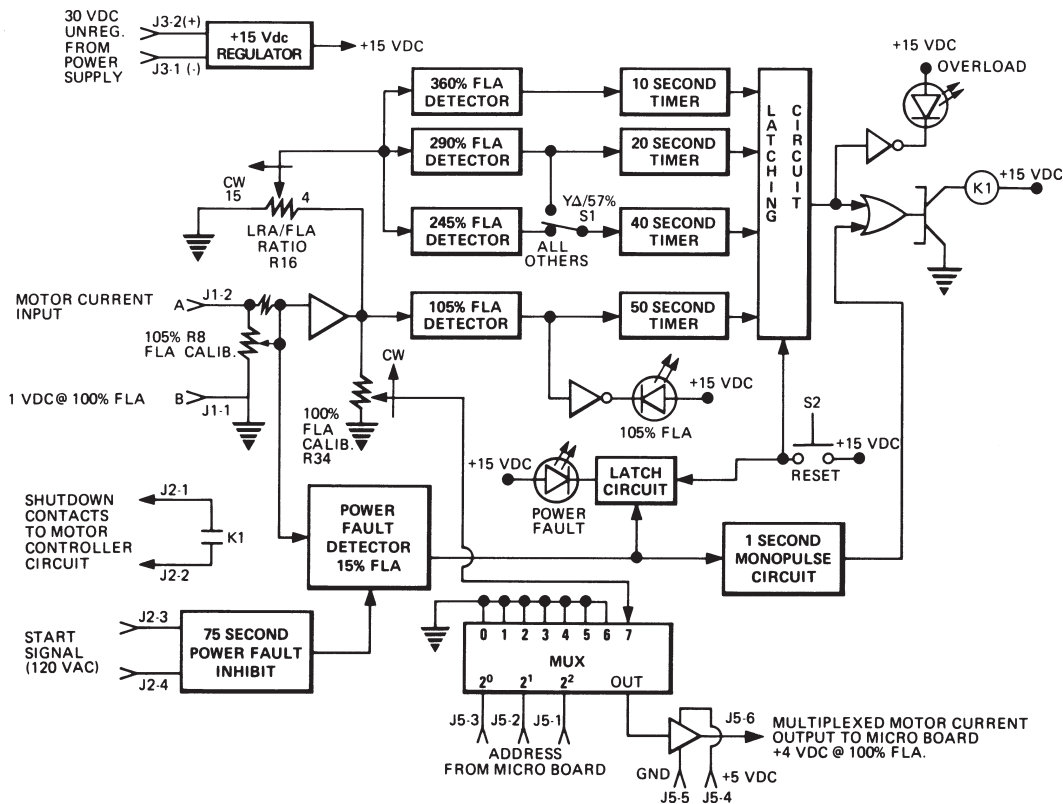 30 VDC
UNREG.
FROM
POWER
SUPPLY
J3-2(+)
J3-1 (-)
+15 Vdc
REGULATOR
+15 VDC
360% FLA
DETECTOR
10 SECOND
TIMER
290% FLA
DETECTOR
20 SECOND
TIMER
YΔ/57%
S1
245% FLA
DETECTOR
ALL
OTHERS
40 SECOND
TIMER
105% FLA
DETECTOR
50 SECOND
TIMER
LATCHING
CIRCUIT
+15 VDC
OVERLOAD
K1
+15 VDC
CW
15
4
LRA/FLA
RATIO
R16
MOTOR CURRENT
INPUT
A
J1-2
105% R8
FLA CALIB.
1 VDC @ 100% FLA
B
J1-1
CW
100%
FLA
CALIB.
R34
+15 VDC
105% FLA
S2
+15 VDC
RESET
+15 VDC
POWER
FAULT
LATCH
CIRCUIT
SHUTDOWN
CONTACTS
TO MOTOR
CONTROLLER
CIRCUIT
J2-1
K1
J2-2
POWER
FAULT
DETECTOR
15% FLA
1 SECOND
MONOPULSE
CIRCUIT
START
SIGNAL
(120 VAC)
J2-3
J2-4
75 SECOND
POWER FAULT
INHIBIT
0 1 2 3 4 5 6 7
MUX
2⁰ 2¹ 2² OUT
J5-3 J5-2 J5-1
ADDRESS
FROM MICRO BOARD
J5-6
MULTIPLEXED MOTOR CURRENT
OUTPUT TO MICRO BOARD
+4 VDC @ 100% FLA.
GND
+5 VDC
J5-5 J5-4